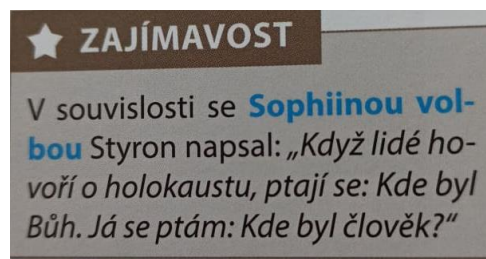 ZAJÍMAVOST
V souvislosti se Sophiinou vol-
bou Styron napsal: „Když lidé ho-
voří o holokaustu, ptají se: Kde byl
Bůh. Já se ptám: Kde byl člověk?“